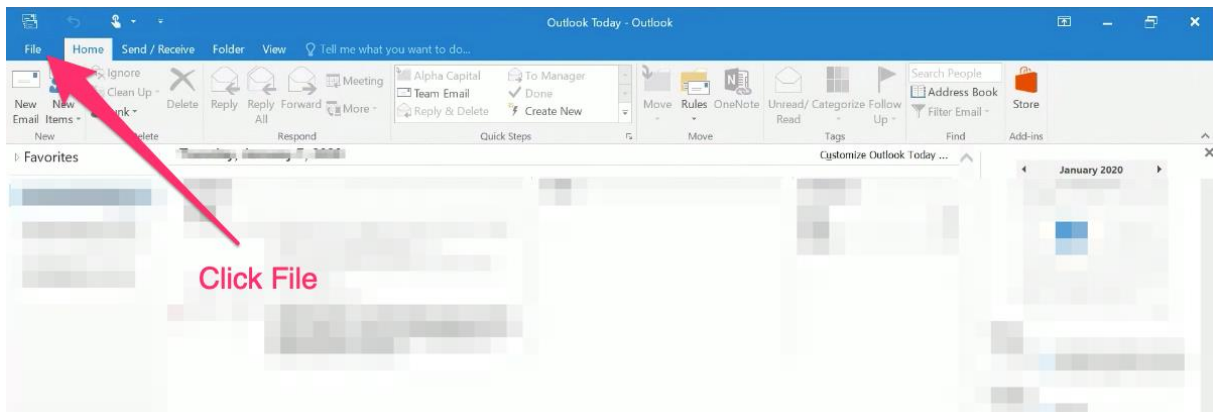 Outlook Today - Outlook
File Home Send / Receive Folder View Tell me what you want to do...
Ignore
Clean Up
New Email
New Items
Delete
Reply
Reply All
Forward
Meeting
More
Alpha Capital
Team Email
Reply & Delete
To Manager
Done
Create New
Move
Rules
OneNote
Unread/ Read
Categorize
Follow Up
Search People
Address Book
Filter Email
Store
New
Respond
Quick Steps
Move
Tags
Find
Add-ins
Favorites
Customize Outlook Today ...
January 2020
Click File